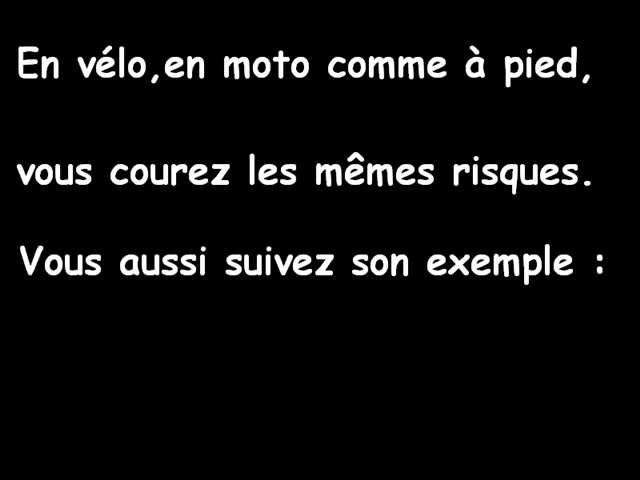 En vélo,en moto comme à pied,
vous courez les mêmes risques.
Vous aussi suivez son exemple :